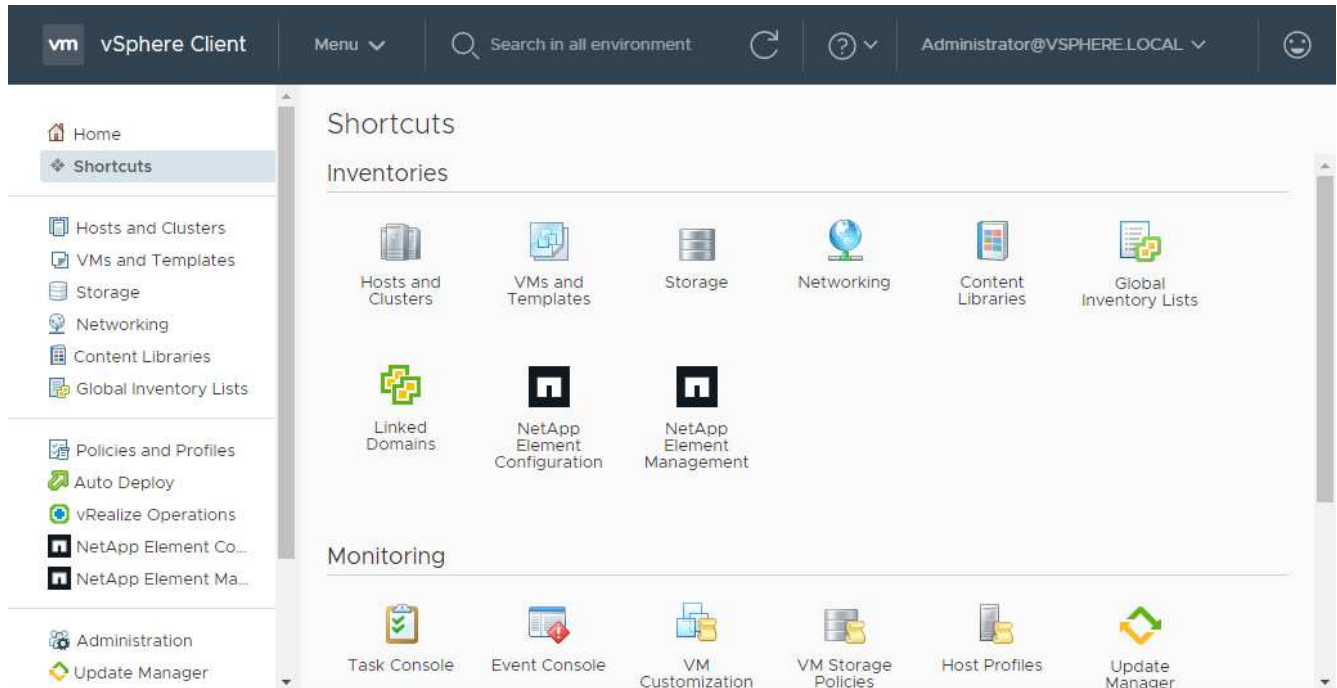 vm vSphere Client Menu Search in all environment Administrator@VSPHERE.LOCAL
Home
Shortcuts
Hosts and Clusters
VMs and Templates
Storage
Networking
Content Libraries
Global Inventory Lists
Policies and Profiles
Auto Deploy
vRealize Operations
NetApp Element Co...
NetApp Element Ma...
Administration
Update Manager
Shortcuts
Inventories
Hosts and
Clusters
VMs and
Templates
Storage
Networking
Content
Libraries
Global
Inventory Lists
Linked
Domains
NetApp
Element
Configuration
NetApp
Element
Management
Monitoring
Task Console
Event Console
VM
Customization
VM Storage
Policies
Host Profiles
Update
Manager